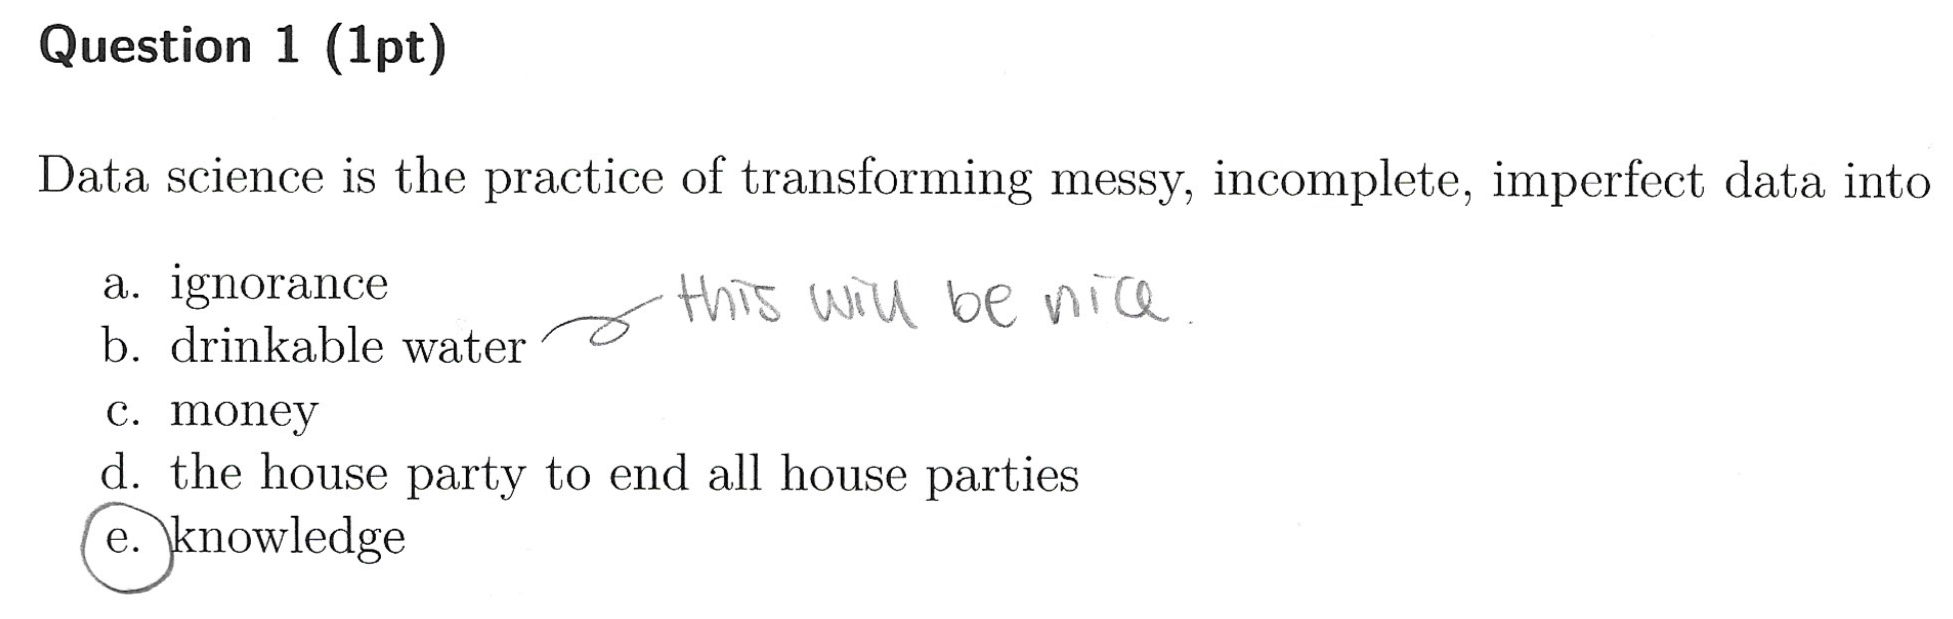 Question 1 (1pt)
Data science is the practice of transforming messy, incomplete, imperfect data into
a. ignorance
this will be nice.
b. drinkable water
c. money
d. the house party to end all house parties
e. knowledge